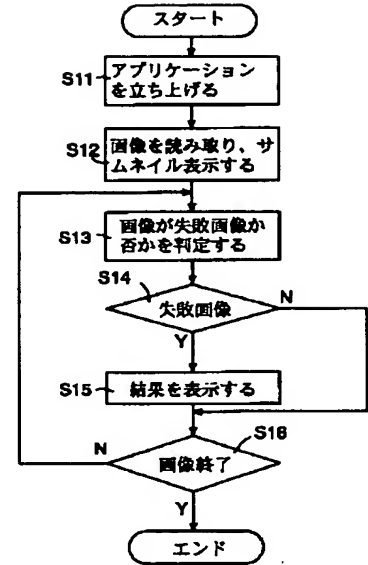 スタート
S11
アプリケーション
を立ち上げる
S12
画像を読み取り、サ
ムネイル表示する
S13
画像が失敗画像か
否かを判定する
S14
失敗画像
N
Y
S15
結果を表示する
S16
画像終了
N
Y
エンド